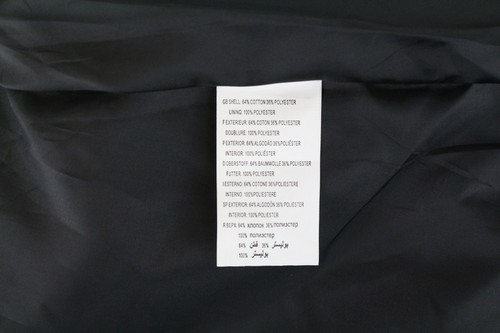 GB SHELL: 64% COTTON 36% POLYESTER
LINING: 100% POLYESTER
F EXTERIEUR: 64% COTON 36% POLYESTER
DOUBLURE: 100% POLYESTER
P EXTERIOR: 64% ALGODÃO 36% POLIÉSTER
INTERIOR: 100% POLIÉSTER
D OBERSTOFF: 64% BAUMWOLLE 36% POLYESTER
FUTTER: 100% POLYESTER
I ESTERNO: 64% COTONE 36% POLIESTERE
INTERNO: 100% POLIESTERE
SP EXTERIOR: 64% ALGODÓN 36% POLIESTER
INTERIOR: 100% POLIESTER
R ВЕРХ: 64% хлопок 36% полиэстер
100% полиэстер
64% قطن 36% بوليستر
100% بوليستر